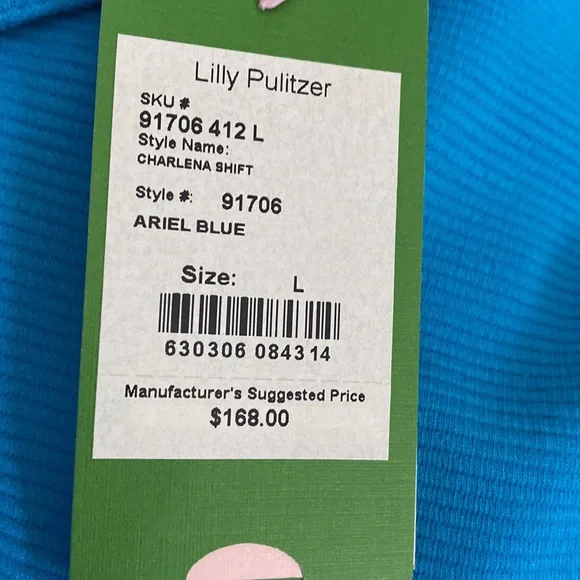 Lilly Pulitzer
SKU #
91706 412 L
Style Name:
CHARLENA SHIFT
Style #: 91706
ARIEL BLUE
Size: L
630306 084314
Manufacturer's Suggested Price
$168.00